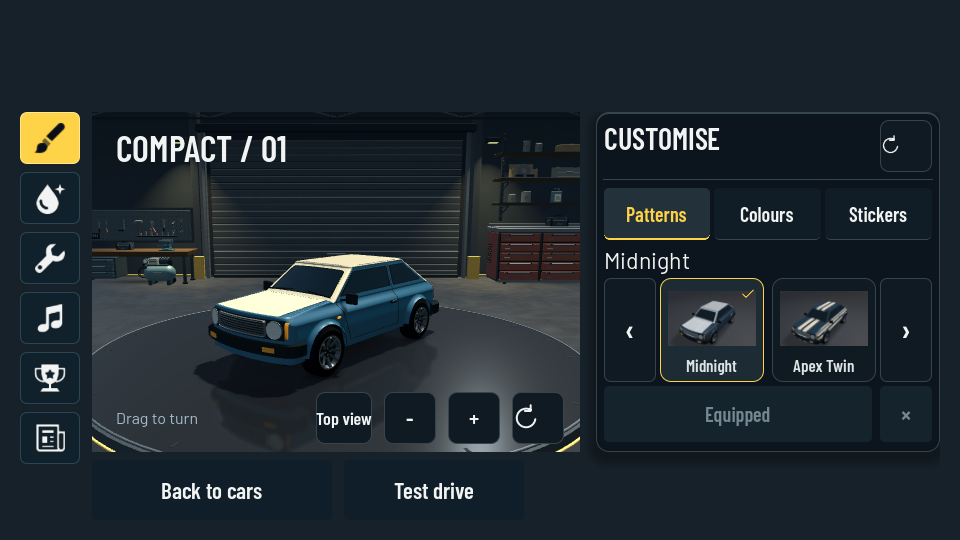 COMPACT / 01
CUSTOMISE
Patterns
Colours
Stickers
Midnight
‹
Midnight
Apex Twin
›
Drag to turn
Top view
-
+
Equipped
×
Back to cars
Test drive